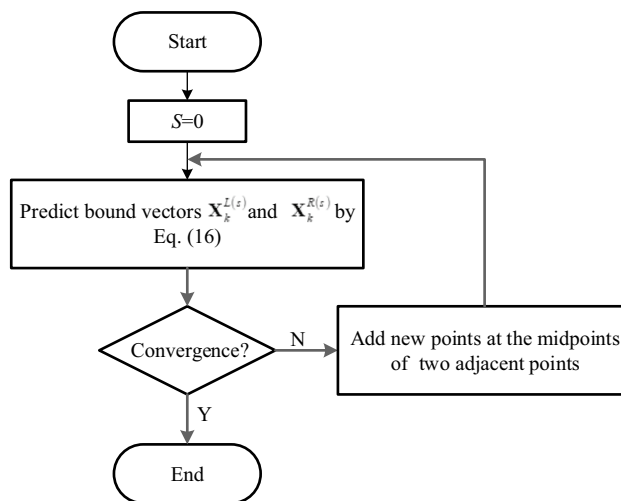 Start
S=0
Predict bound vectors X_k^{L(s)} and X_k^{R(s)} by
Eq. (16)
Convergence?
N
Add new points at the midpoints
of two adjacent points
Y
End